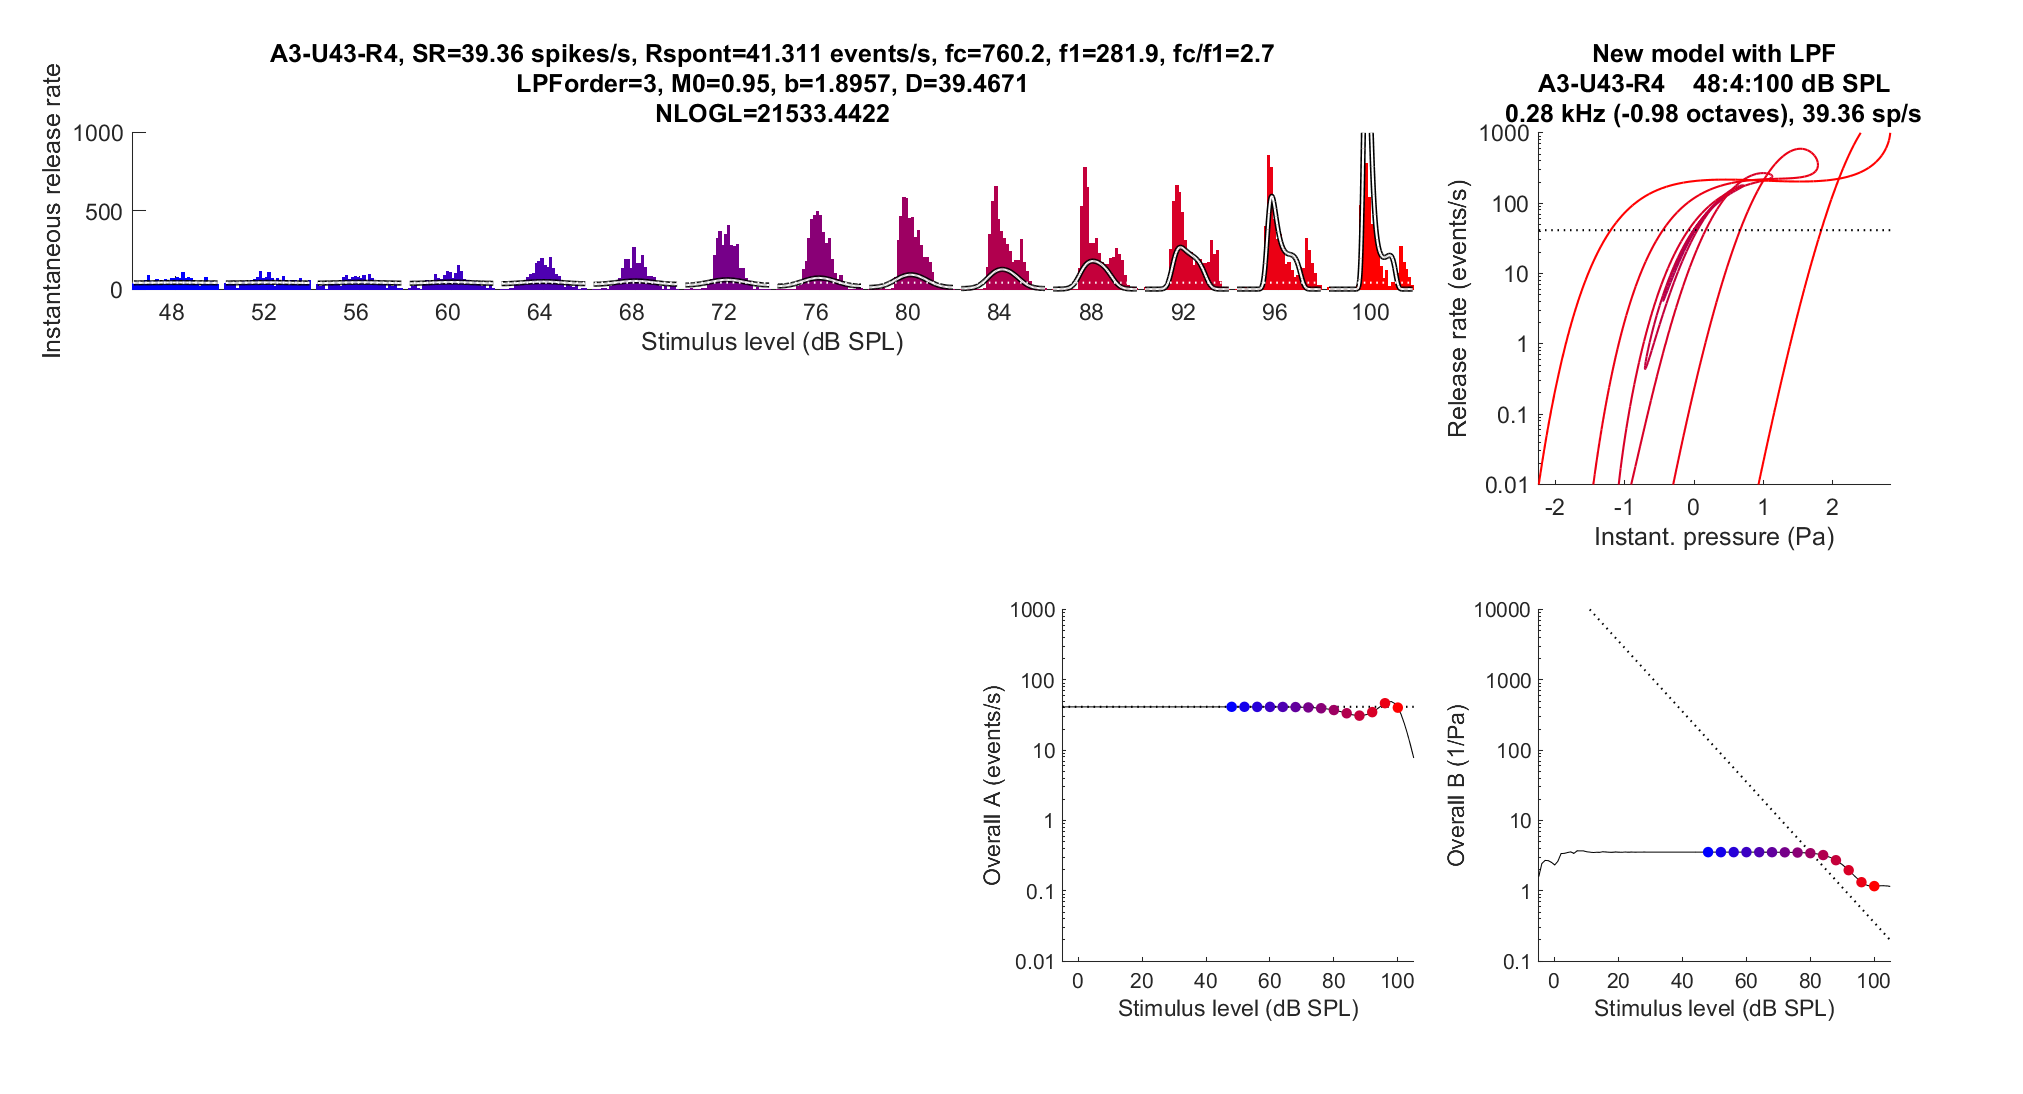 A3-U43-R4, SR=39.36 spikes/s, Rspont=41.311 events/s, fc=760.2, f1=281.9, fc/f1=2.7
LPForder=3, M0=0.95, b=1.8957, D=39.4671
NLOGL=21533.4422
Instantaneous release rate
1000
500
0
48 52 56 60 64 68 72 76 80 84 88 92 96 100
Stimulus level (dB SPL)
New model with LPF
A3-U43-R4 48:4:100 dB SPL
0.28 kHz (-0.98 octaves), 39.36 sp/s
Release rate (events/s)
1000
100
10
1
0.1
0.01
-2 -1 0 1 2
Instant. pressure (Pa)
Overall A (events/s)
1000
100
10
1
0.1
0.01
0 20 40 60 80 100
Stimulus level (dB SPL)
Overall B (1/Pa)
10000
1000
100
10
1
0.1
0 20 40 60 80 100
Stimulus level (dB SPL)